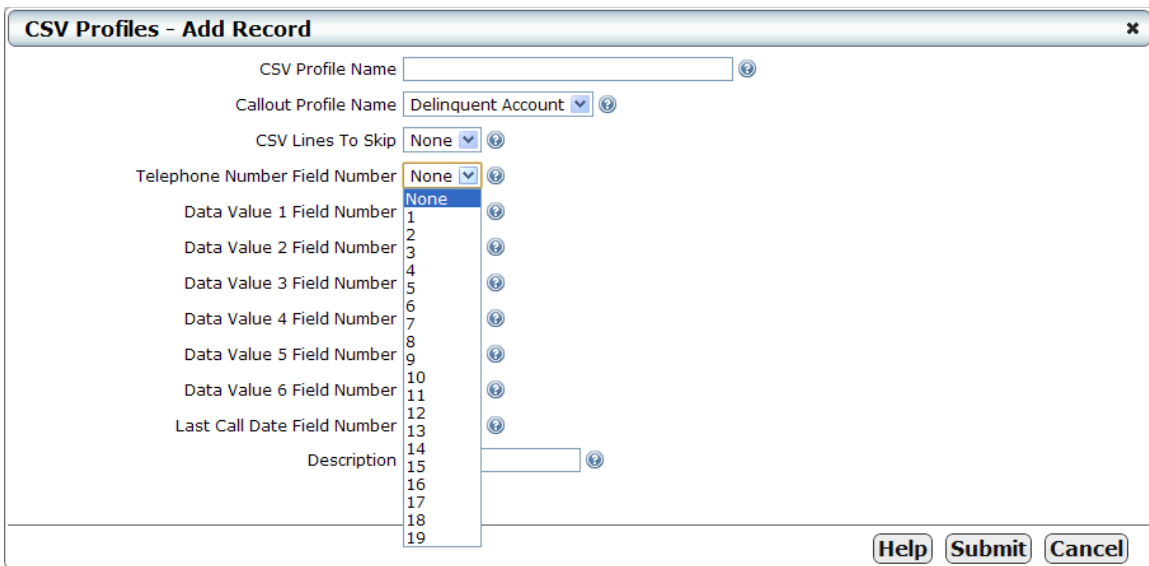 CSV Profiles - Add Record
CSV Profile Name
Callout Profile Name Delinquent Account
CSV Lines To Skip None
Telephone Number Field Number None
None
Data Value 1 Field Number 1
2
Data Value 2 Field Number 3
4
Data Value 3 Field Number 5
6
Data Value 4 Field Number 7
8
Data Value 5 Field Number 9
10
Data Value 6 Field Number 11
12
Last Call Date Field Number 13
14
Description 15
16
17
18
19
Help Submit Cancel